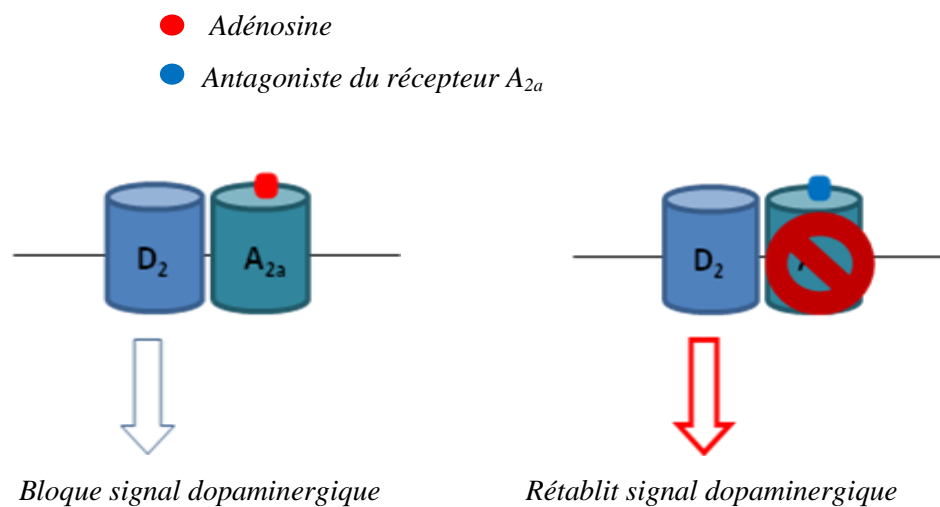 Adénosine
Antagoniste du récepteur A2a
D2 A2a
D2
Bloque signal dopaminergique
Rétablit signal dopaminergique